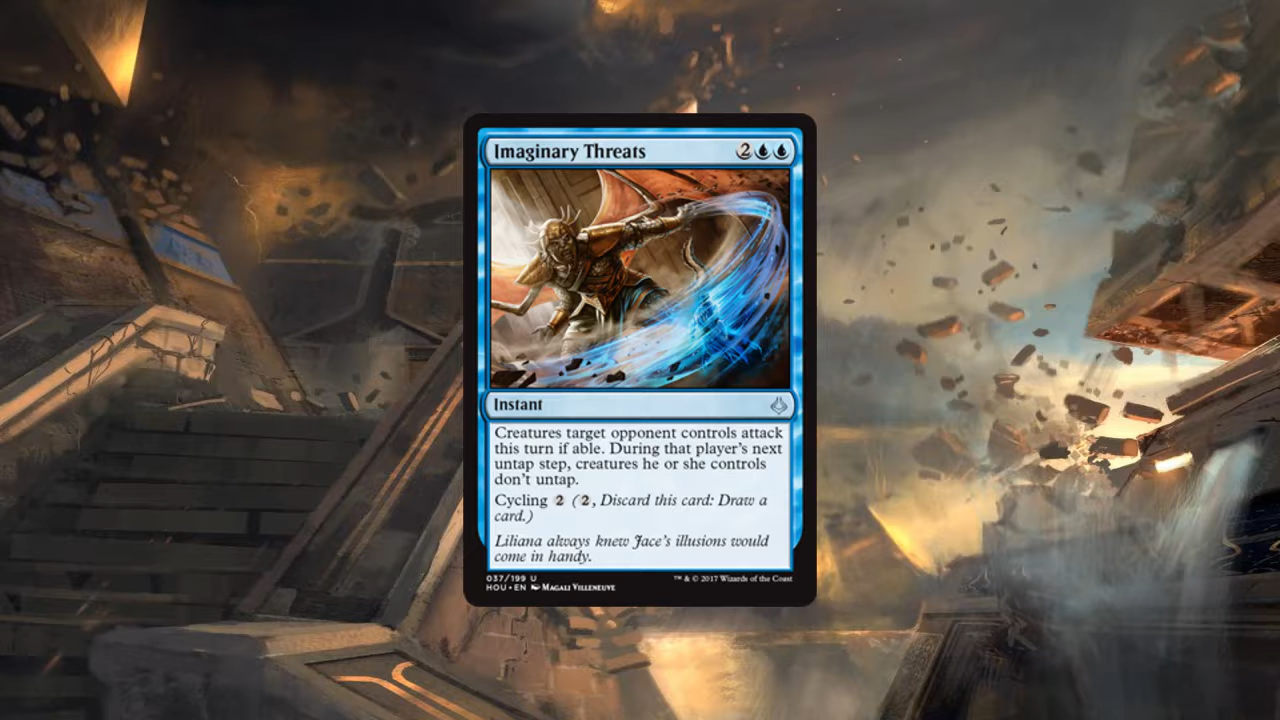 Imaginary Threats 2
Instant
Creatures target opponent controls attack
this turn if able. During that player's next
untap step, creatures he or she controls
don't untap.
Cycling 2 (2, Discard this card: Draw a
card.)
Liliana always knew Jace's illusions would
come in handy.
037/199 U
HOU • EN Magali Villeneuve
™ & © 2017 Wizards of the Coast